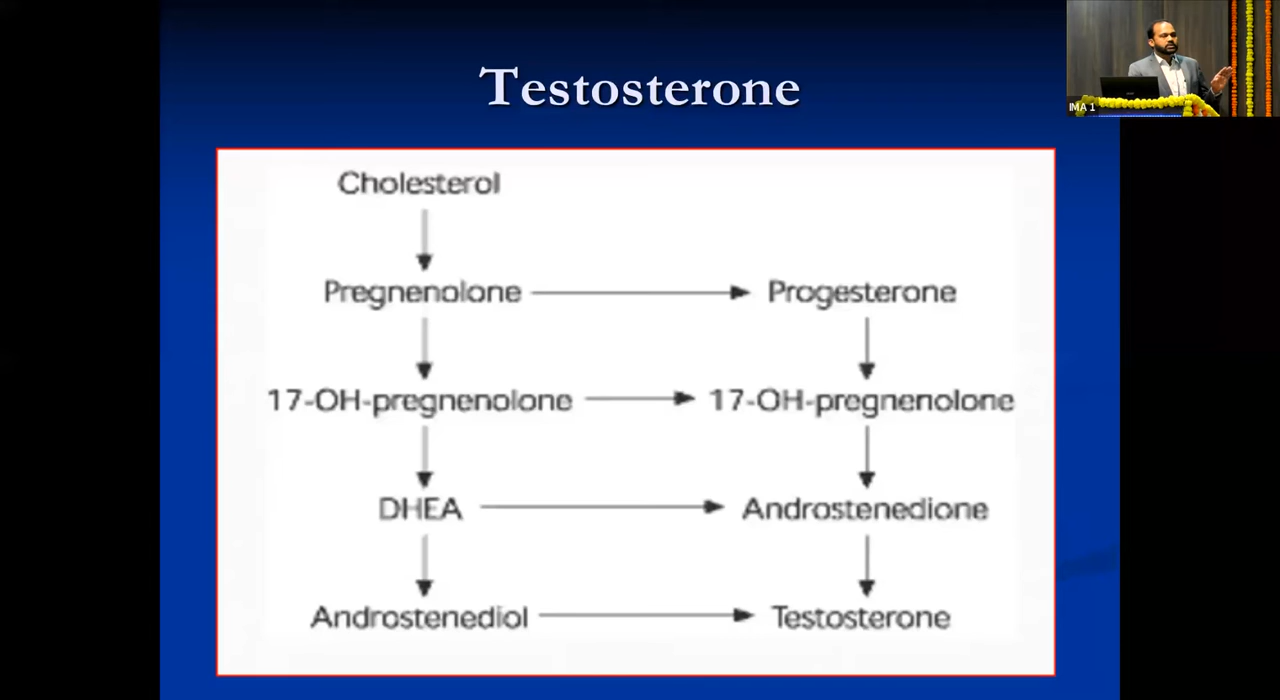 Testosterone
IMA 1
Cholesterol
Pregnenolone
Progesterone
17-OH-pregnenolone
17-OH-pregnenolone
DHEA
Androstenedione
Androstenediol
Testosterone